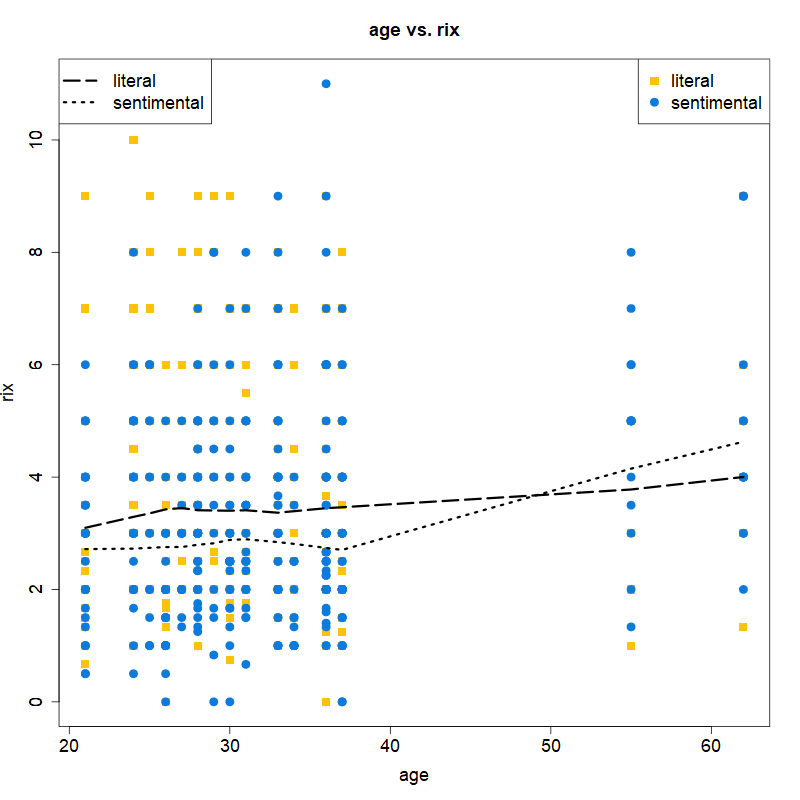 age vs. rix
literal
sentimental
literal
sentimental
rix
10
8
6
4
2
0
20 30 40 50 60
age